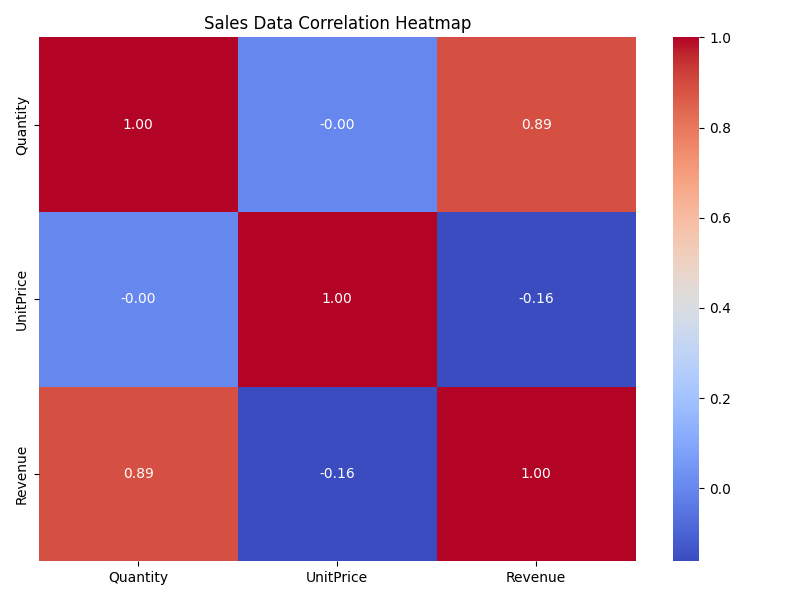 Sales Data Correlation Heatmap
Quantity
1.00
-0.00
0.89
UnitPrice
-0.00
1.00
-0.16
Revenue
0.89
-0.16
1.00
Quantity
UnitPrice
Revenue
1.0
0.8
0.6
0.4
0.2
0.0